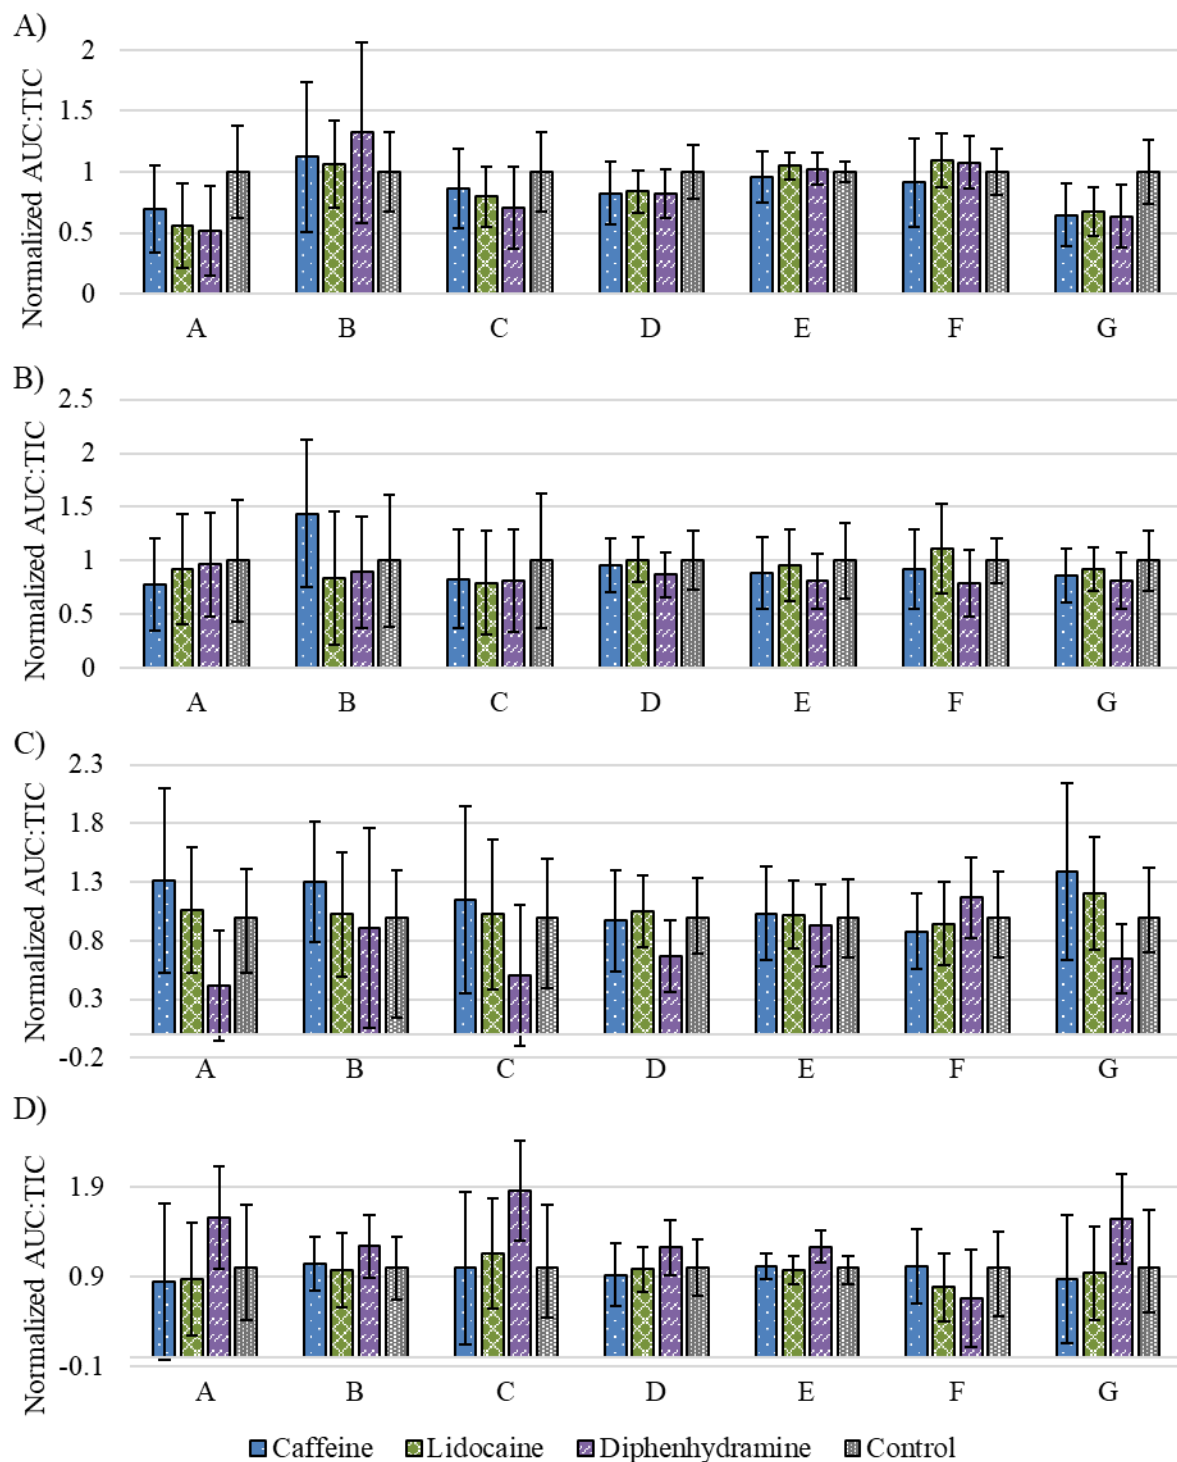 A)
Normalized AUC:TIC
2
1.5
1
0.5
0
A B C D E F G
B)
Normalized AUC:TIC
2.5
2
1.5
1
0.5
0
A B C D E F G
C)
Normalized AUC:TIC
2.3
1.8
1.3
0.8
0.3
-0.2
A B C D E F G
D)
Normalized AUC:TIC
1.9
0.9
-0.1
A B C D E F G
Caffeine Lidocaine Diphenhydramine Control